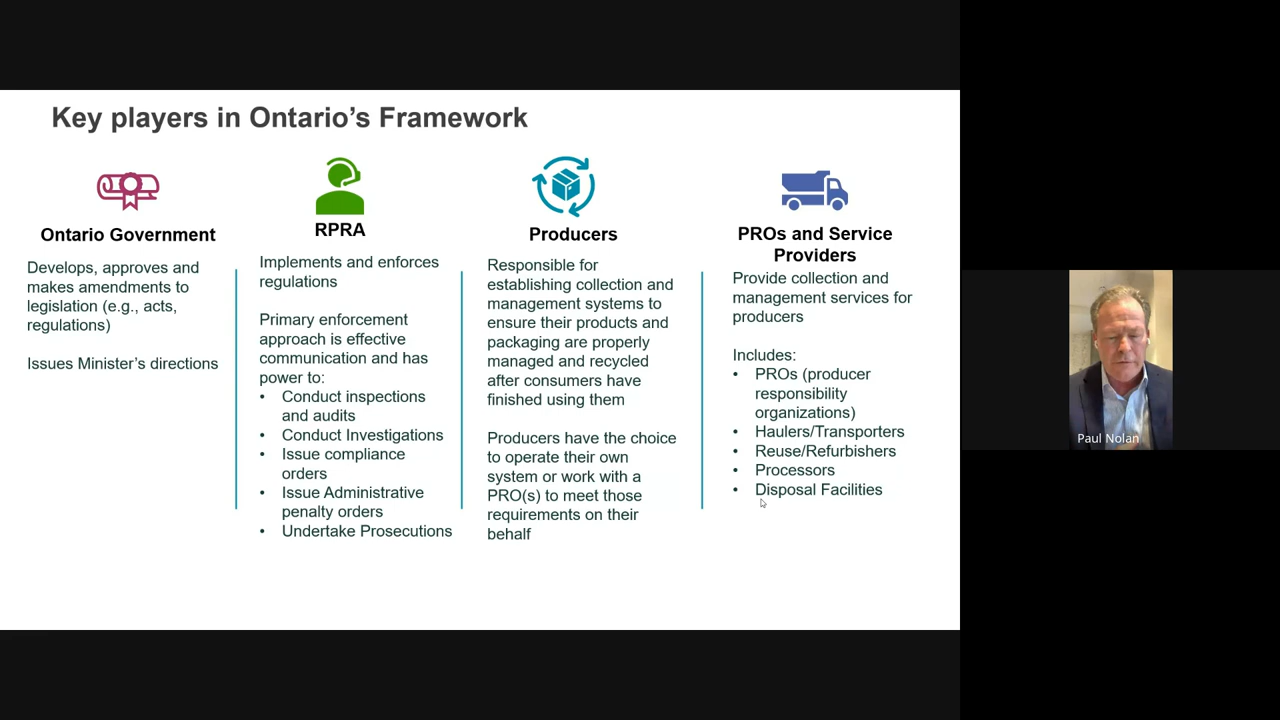 Key players in Ontario’s Framework
Ontario Government
Develops, approves and
makes amendments to
legislation (e.g., acts,
regulations)
Issues Minister’s directions
RPRA
Implements and enforces
regulations
Primary enforcement
approach is effective
communication and has
power to:
• Conduct inspections
and audits
• Conduct Investigations
• Issue compliance
orders
• Issue Administrative
penalty orders
• Undertake Prosecutions
Producers
Responsible for
establishing collection and
management systems to
ensure their products and
packaging are properly
managed and recycled
after consumers have
finished using them
Producers have the choice
to operate their own
system or work with a
PRO(s) to meet those
requirements on their
behalf
PROs and Service
Providers
Provide collection and
management services for
producers
Includes:
• PROs (producer
responsibility
organizations)
• Haulers/Transporters
• Reuse/Refurbishers
• Processors
• Disposal Facilities
Paul Nolan